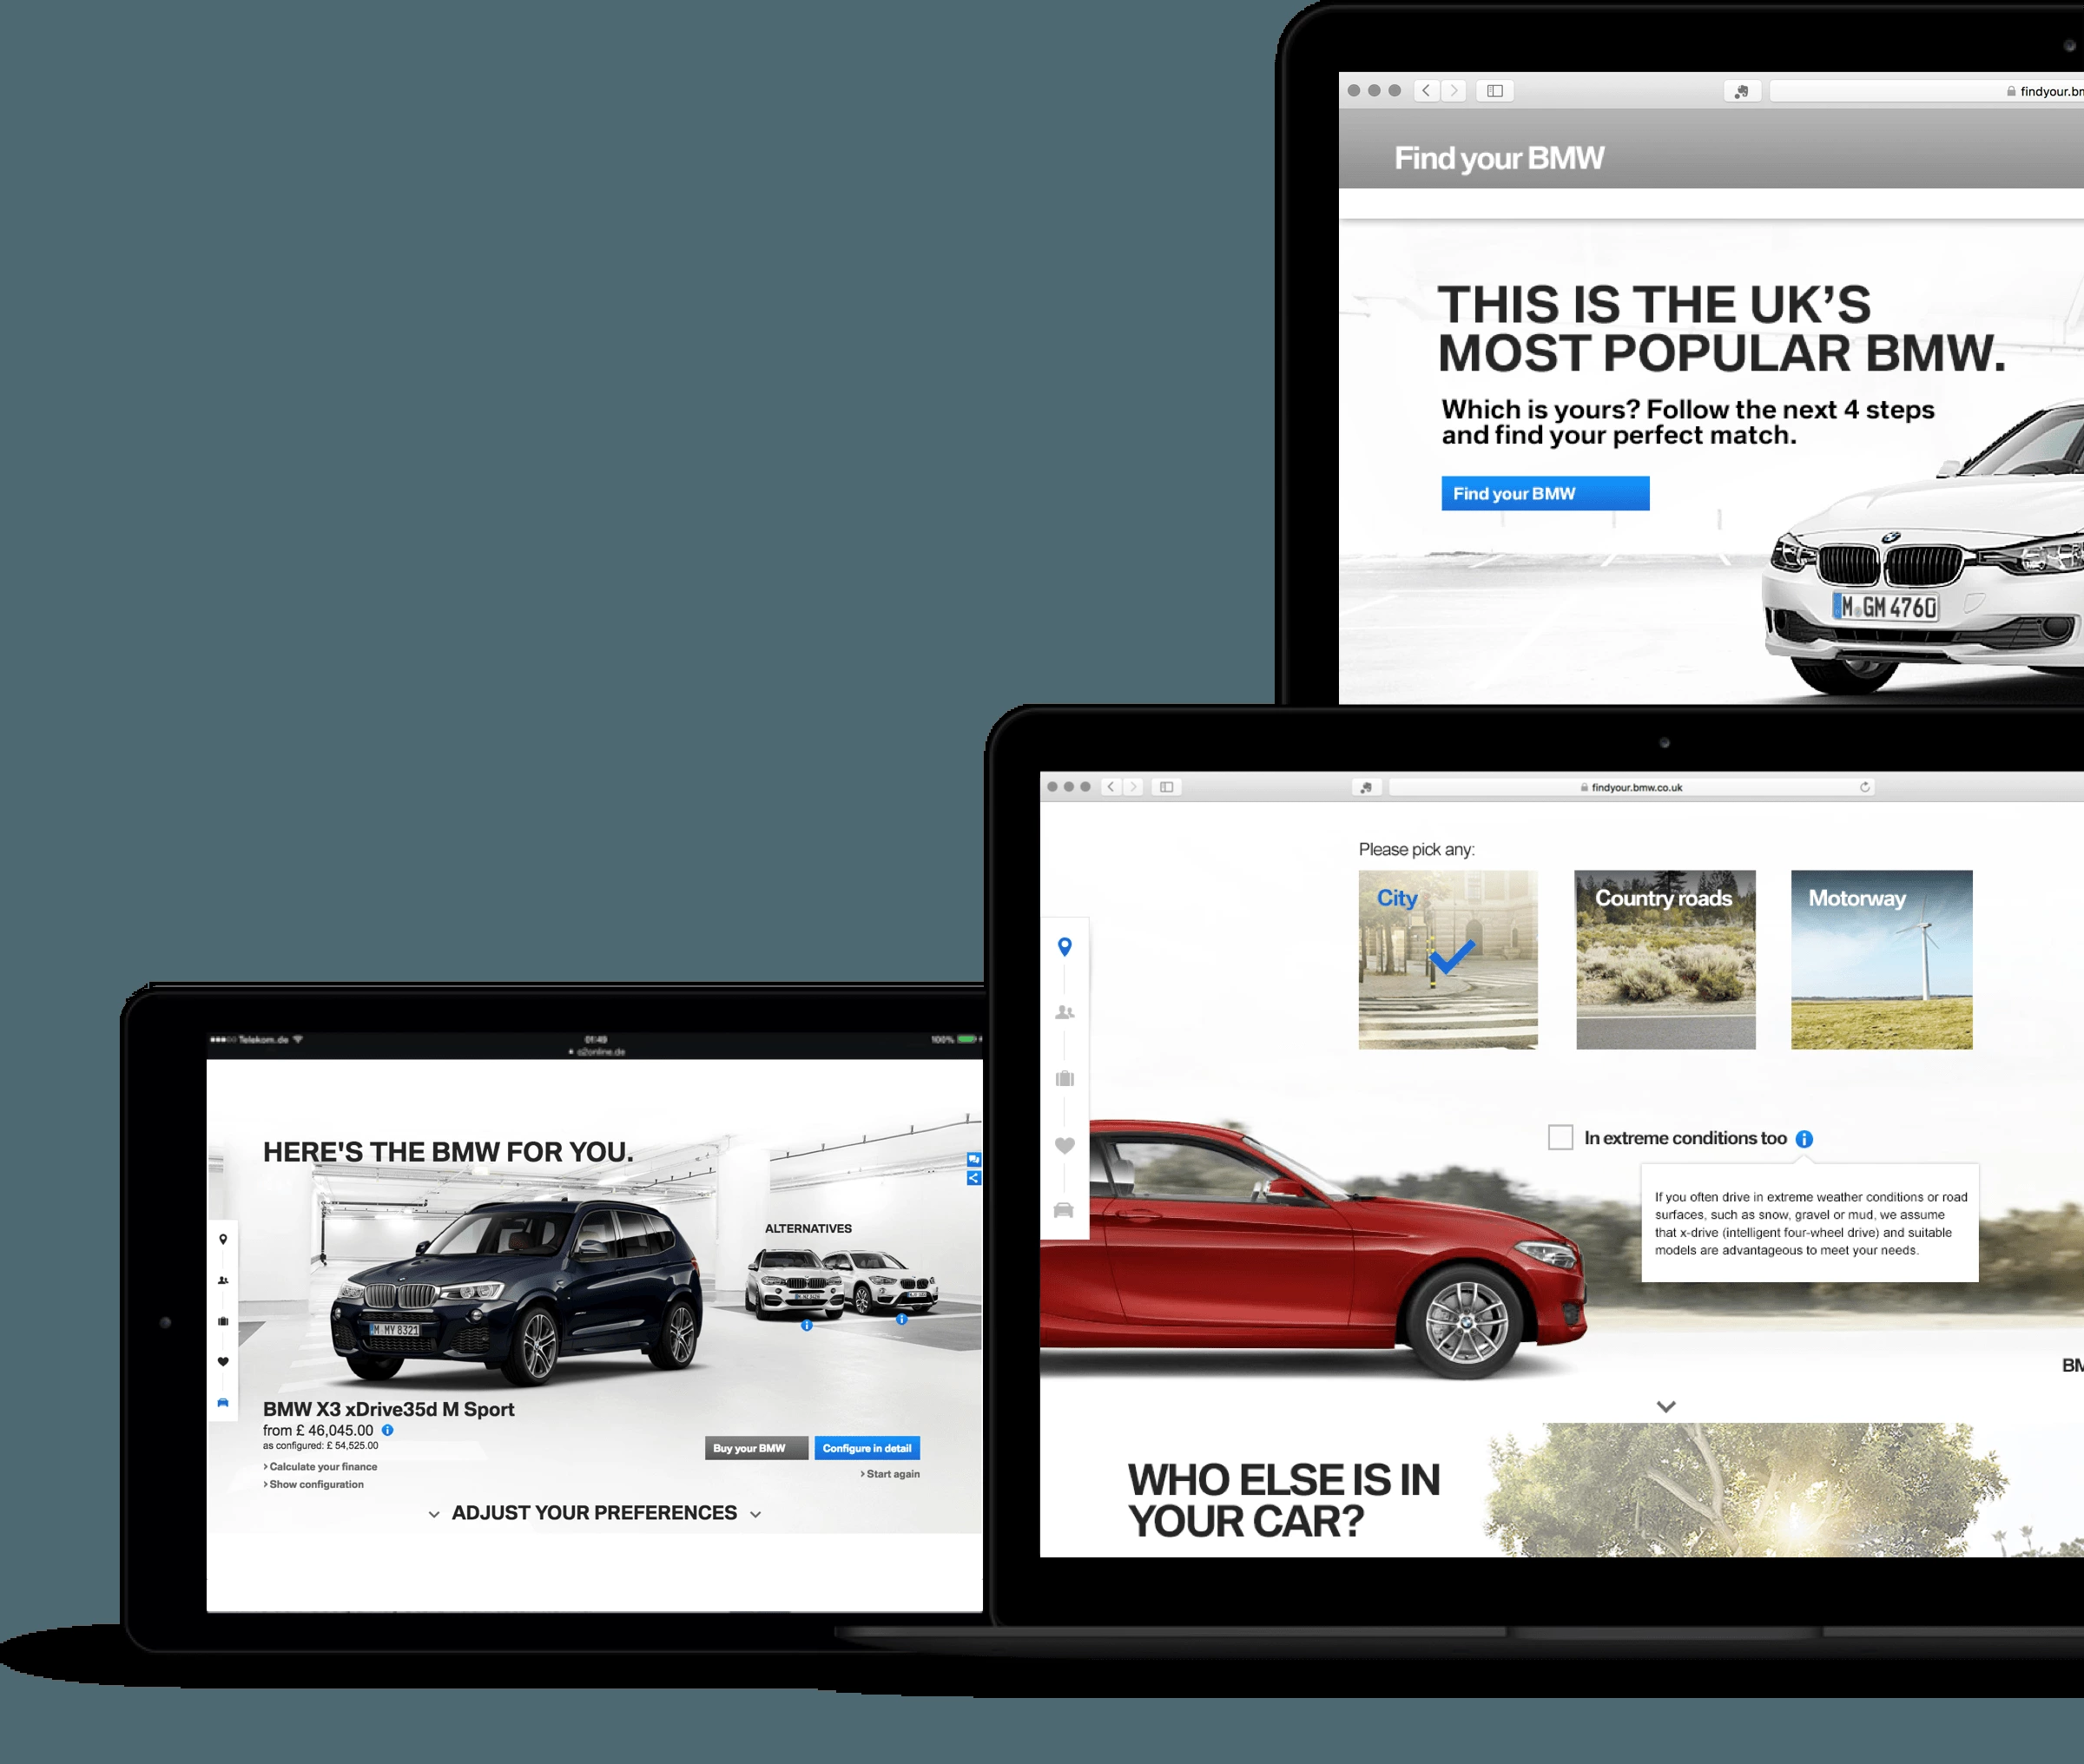 findyour.bm
Find your BMW
THIS IS THE UK’S
MOST POPULAR BMW.
Which is yours? Follow the next 4 steps
and find your perfect match.
Find your BMW
M GM 4760
findyour.bmw.co.uk
Please pick any:
City
Country roads
Motorway
In extreme conditions too
If you often drive in extreme weather conditions or road
surfaces, such as snow, gravel or mud, we assume
that x-drive (intelligent four-wheel drive) and suitable
models are advantageous to meet your needs.
BM
WHO ELSE IS IN
YOUR CAR?
Telekom.de
01:49
100%
o2online.de
HERE'S THE BMW FOR YOU.
ALTERNATIVES
M MY 8321
BMW X3 xDrive35d M Sport
from £ 46,045.00
as configured: £ 54,525.00
Calculate your finance
Show configuration
Buy your BMW
Configure in detail
Start again
ADJUST YOUR PREFERENCES